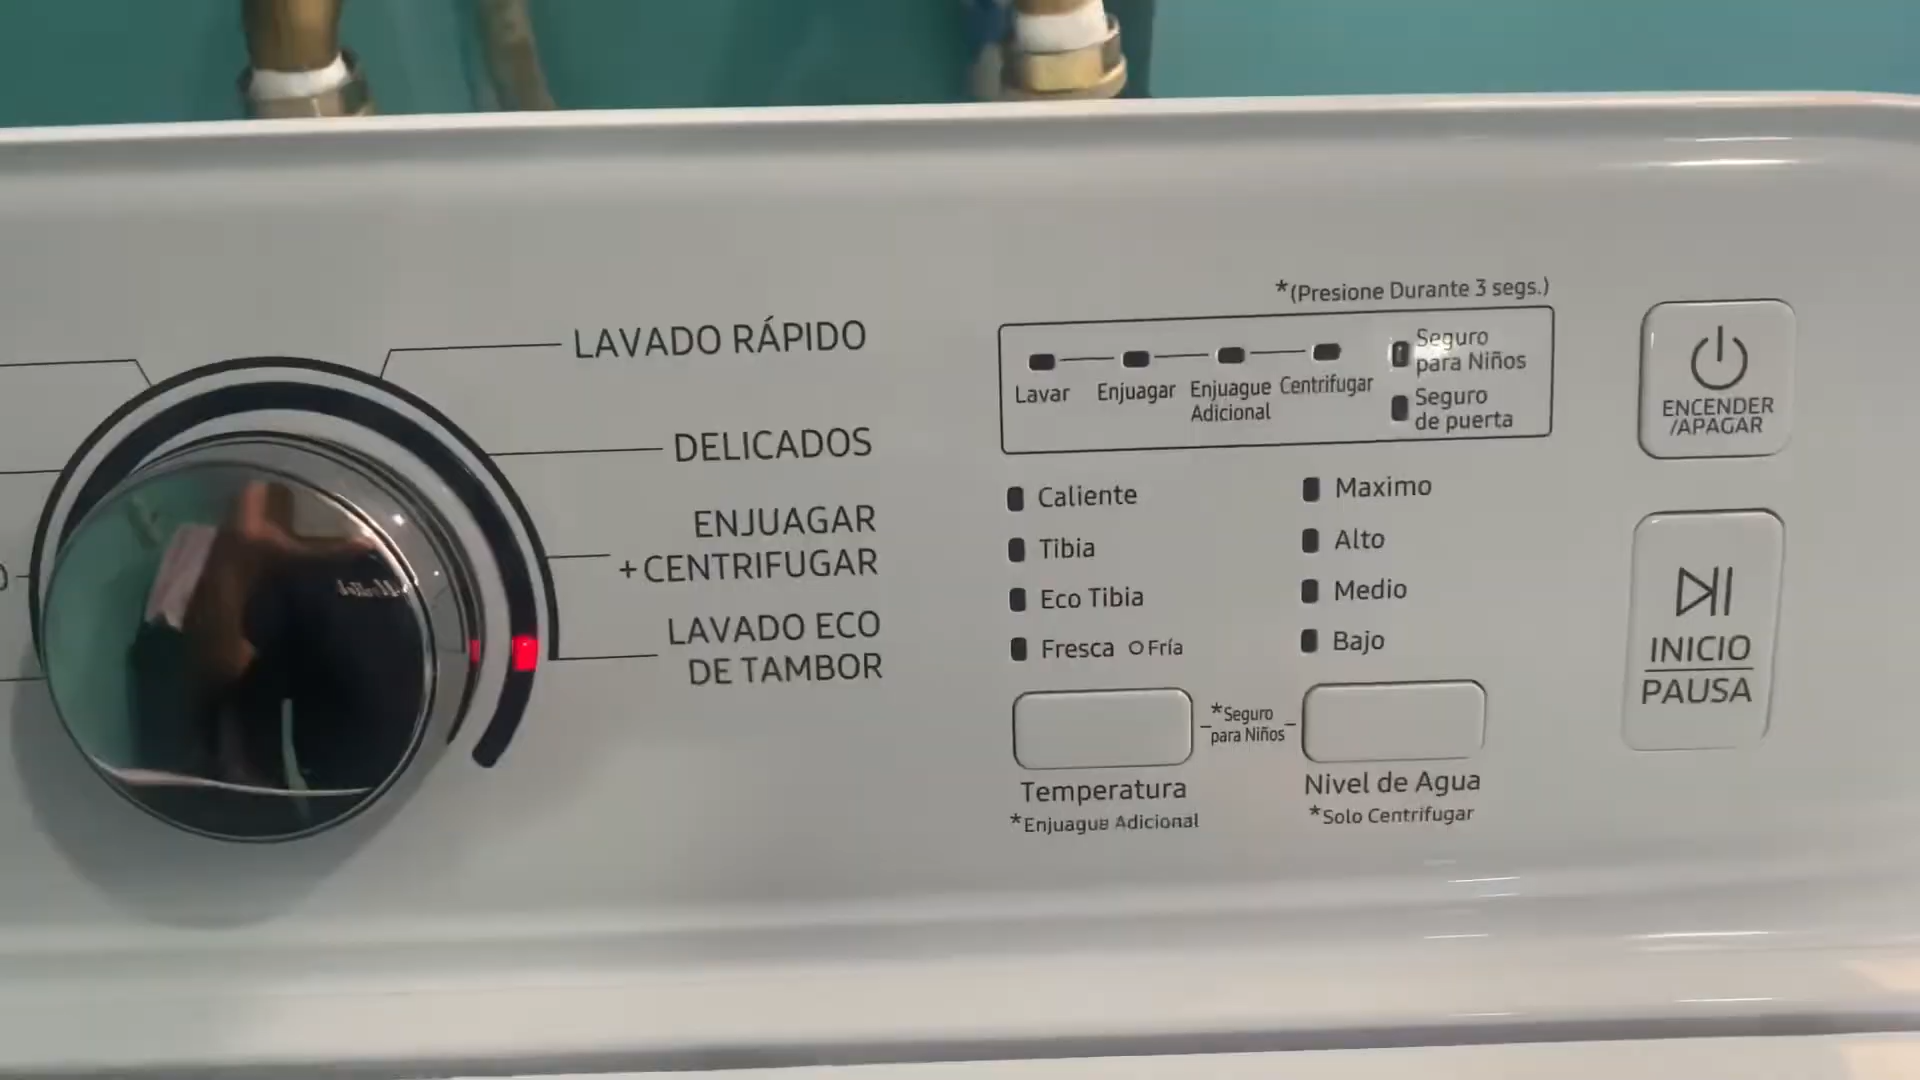 LAVADO RÁPIDO
DELICADOS
ENJUAGAR
+CENTRIFUGAR
LAVADO ECO
DE TAMBOR
*(Presione Durante 3 segs.)
Lavar
Enjuagar
Enjuague
Adicional
Centrifugar
Seguro
para Niños
Seguro
de puerta
Caliente
Tibia
Eco Tibia
Fresca Fría
Maximo
Alto
Medio
Bajo
*Seguro
para Niños
Temperatura
*Enjuague Adicional
Nivel de Agua
*Solo Centrifugar
ENCENDER
/APAGAR
INICIO
PAUSA